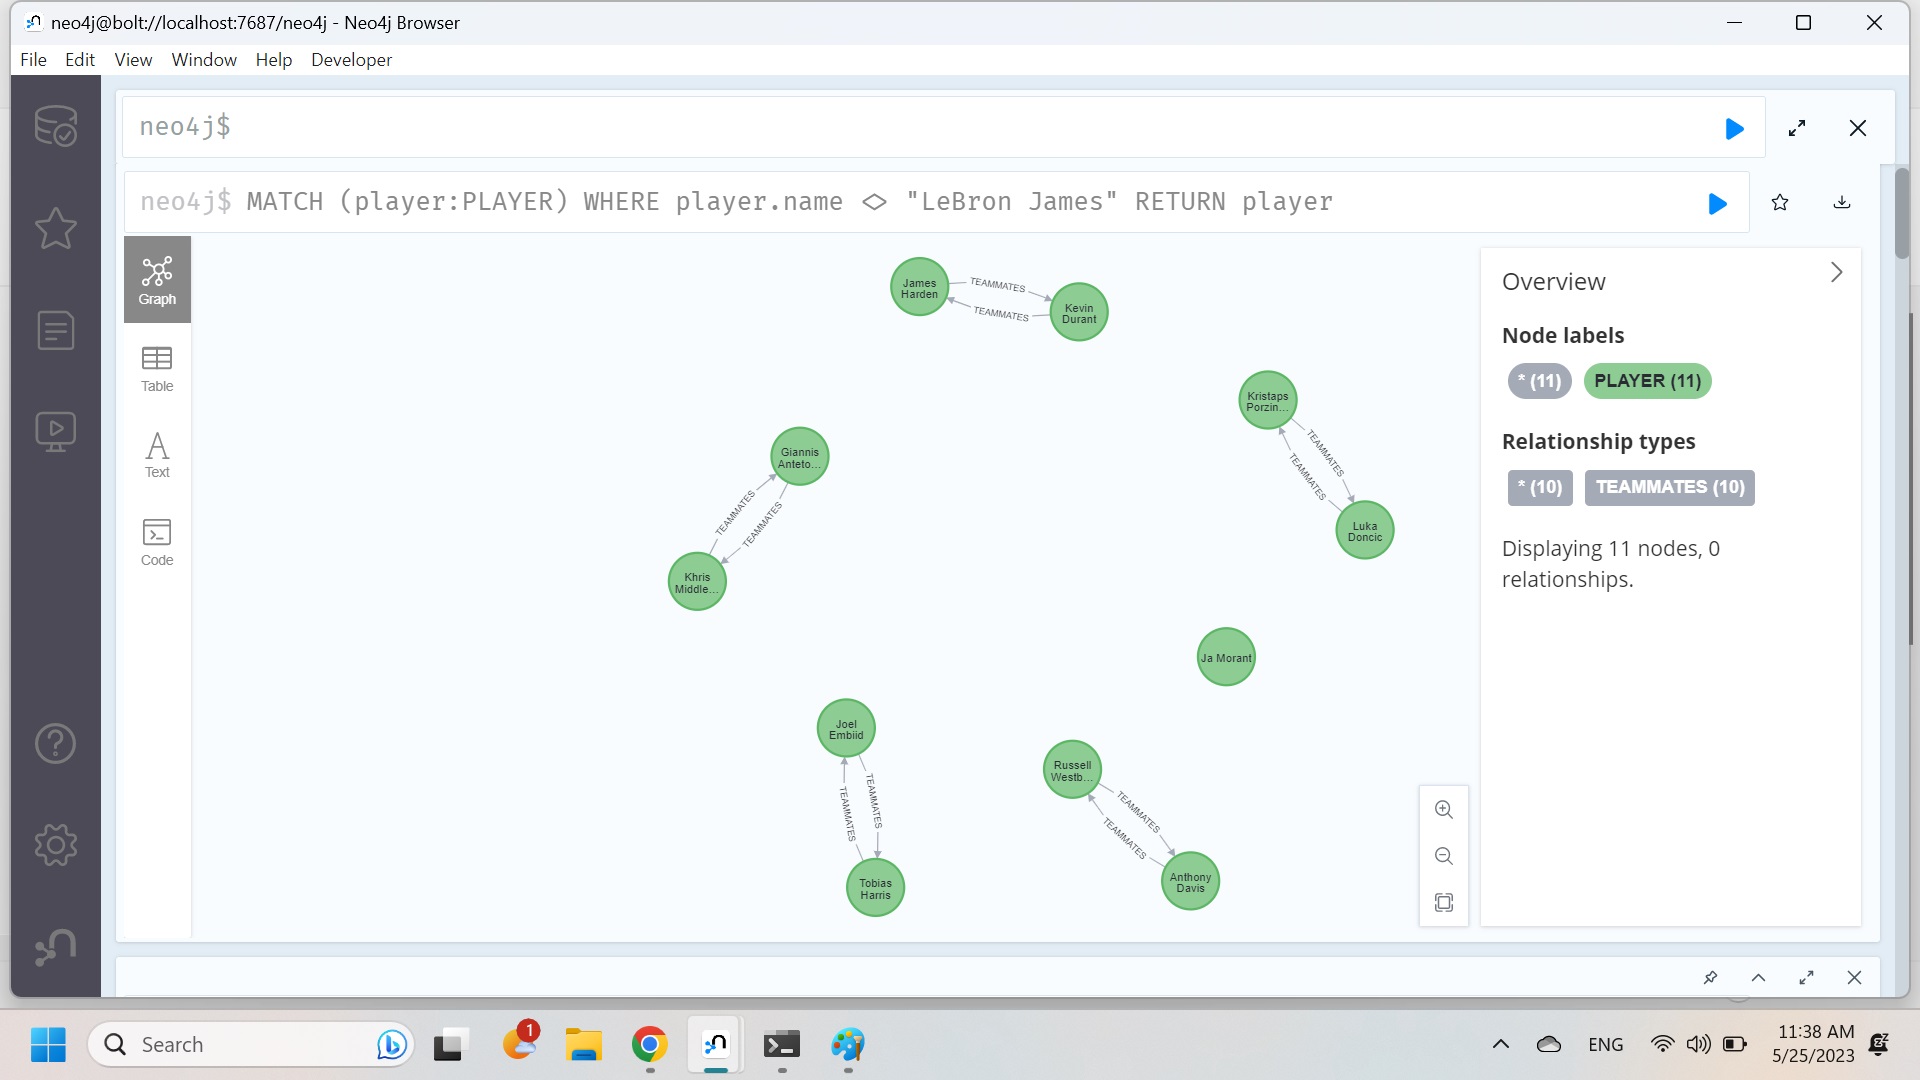 neo4j@bolt://localhost:7687/neo4j - Neo4j Browser
File Edit View Window Help Developer
neo4j$
neo4j$ MATCH (player:PLAYER) WHERE player.name <> "LeBron James" RETURN player
Graph
Table
Text
Code
James
Harden
TEAMMATES
TEAMMATES
Kevin
Durant
Kristaps
Porzin...
TEAMMATES
TEAMMATES
Luka
Doncic
Giannis
Anteto...
TEAMMATES
TEAMMATES
Khris
Middle...
Ja Morant
Joel
Embiid
TEAMMATES
TEAMMATES
Tobias
Harris
Russell
Westb...
TEAMMATES
TEAMMATES
Anthony
Davis
Overview
Node labels
* (11) PLAYER (11)
Relationship types
* (10) TEAMMATES (10)
Displaying 11 nodes, 0
relationships.
Search
1
ENG
11:38 AM
5/25/2023